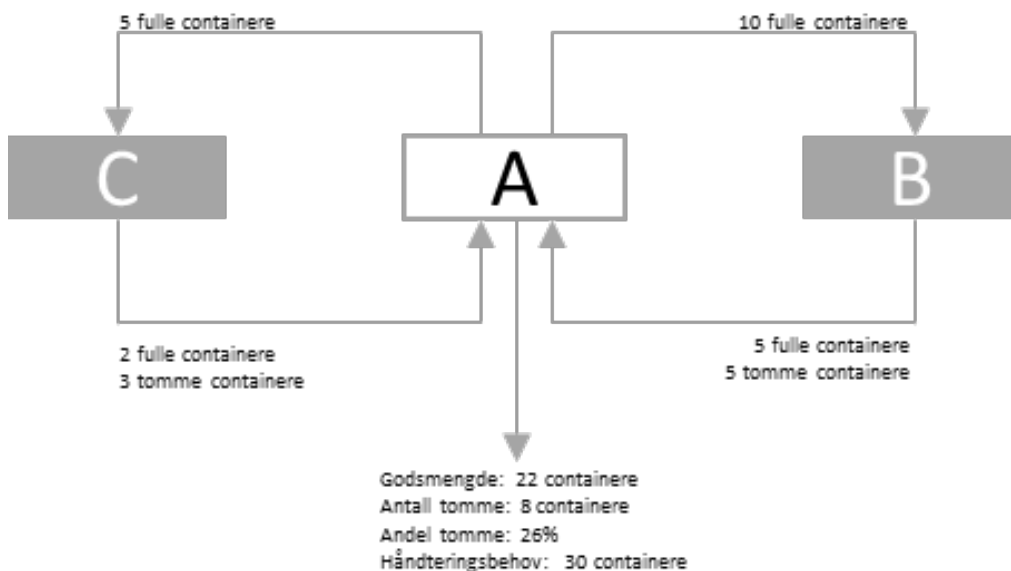 5 fulle containere
10 fulle containere
C
A
B
2 fulle containere
3 tomme containere
5 fulle containere
5 tomme containere
Godsmengde: 22 containere
Antall tomme: 8 containere
Andel tomme: 26%
Håndteringsbehov: 30 containere